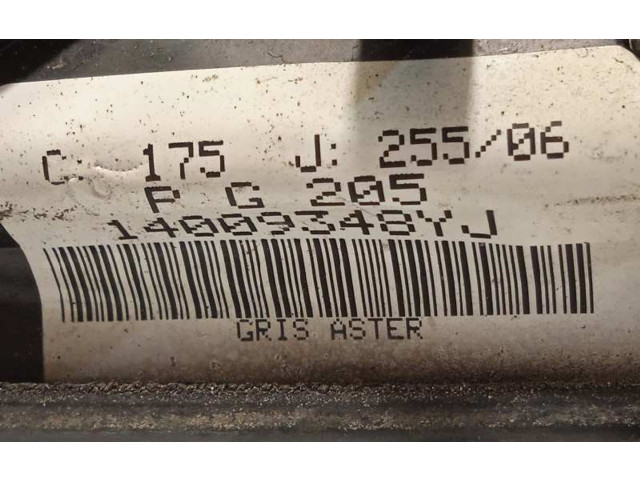 C: 175 J: 255/06
P G 205
14009348YJ
GRIS ASTER